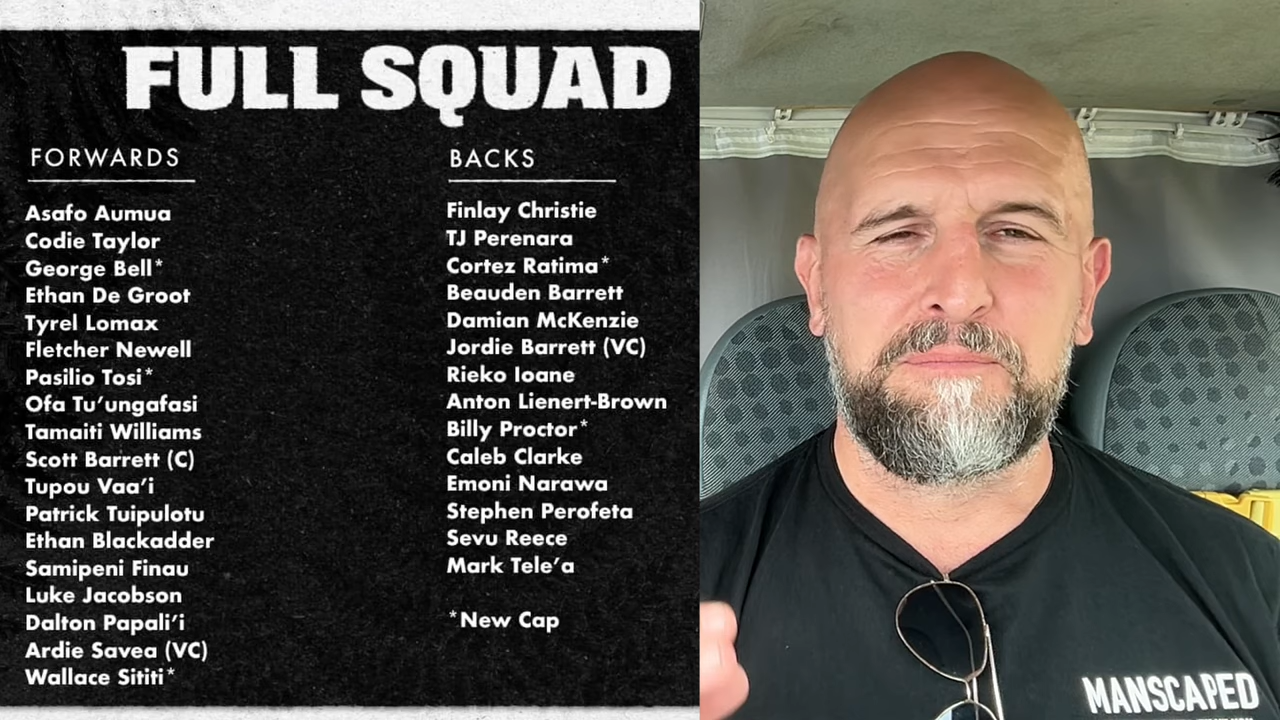 FULL SQUAD
FORWARDS
Asafo Aumua
Codie Taylor
George Bell*
Ethan De Groot
Tyrel Lomax
Fletcher Newell
Pasilio Tosi*
Ofa Tu’ungafasi
Tamaiti Williams
Scott Barrett (C)
Tupou Vaa’i
Patrick Tuipulotu
Ethan Blackadder
Samipeni Finau
Luke Jacobson
Dalton Papali’i
Ardie Savea (VC)
Wallace Sititi*
BACKS
Finlay Christie
TJ Perenara
Cortez Ratima*
Beauden Barrett
Damian McKenzie
Jordie Barrett (VC)
Rieko Ioane
Anton Lienert-Brown
Billy Proctor*
Caleb Clarke
Emoni Narawa
Stephen Perofeta
Sevu Reece
Mark Tele’a
*New Cap
MANSCAPED